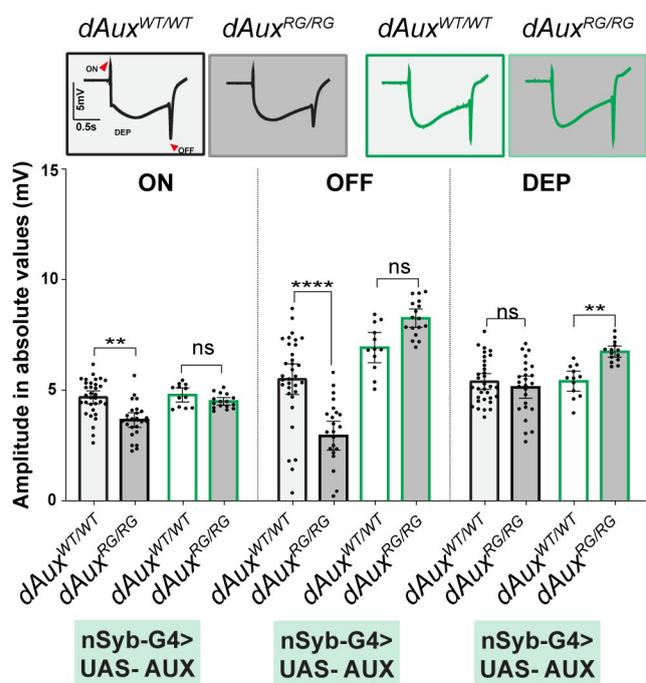 dAux^WT/WT dAux^RG/RG dAux^WT/WT dAux^RG/RG
ON
5mV
0.5s
DEP
OFF
Amplitude in absolute values (mV)
15
10
5
0
ON OFF DEP
** ns **** ns ns **
dAux^WT/WT dAux^RG/RG dAux^WT/WT dAux^RG/RG dAux^WT/WT dAux^RG/RG dAux^WT/WT dAux^RG/RG dAux^WT/WT dAux^RG/RG dAux^WT/WT dAux^RG/RG
nSyb-G4> nSyb-G4> nSyb-G4>
UAS- AUX UAS- AUX UAS- AUX